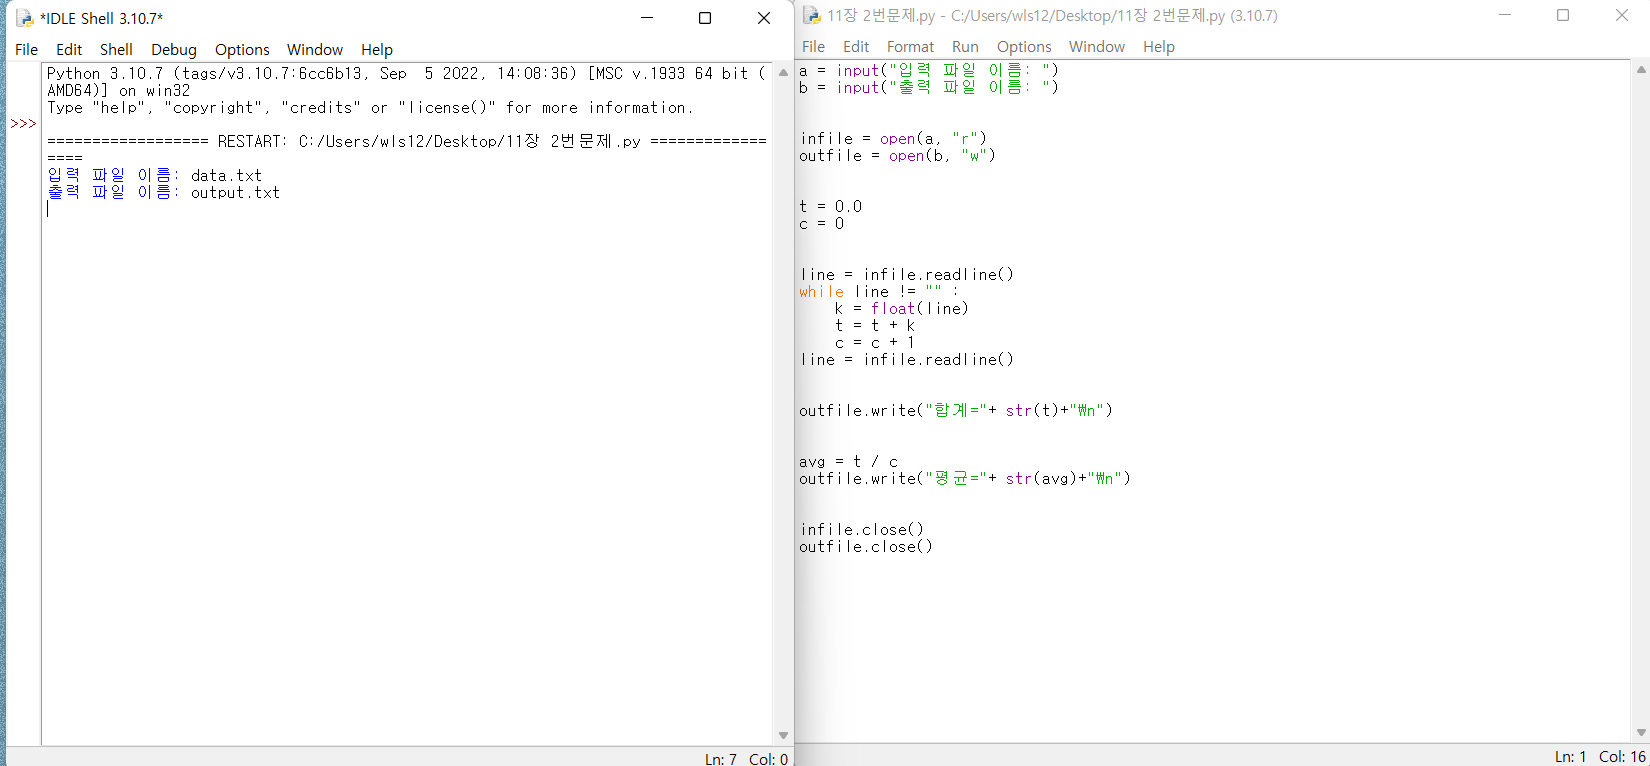 *IDLE Shell 3.10.7*
File Edit Shell Debug Options Window Help
Python 3.10.7 (tags/v3.10.7:6cc6b13, Sep  5 2022, 14:08:36) [MSC v.1933 64 bit (
AMD64)] on win32
Type "help", "copyright", "credits" or "license()" for more information.
>>>
================== RESTART: C:/Users/wls12/Desktop/11장 2번문제.py =============
====
입력 파일 이름: data.txt
출력 파일 이름: output.txt
Ln: 7 Col: 0
11장 2번문제.py - C:/Users/wls12/Desktop/11장 2번문제.py (3.10.7)
File Edit Format Run Options Window Help
a = input("입력 파일 이름: ")
b = input("출력 파일 이름: ")
infile = open(a, "r")
outfile = open(b, "w")
t = 0.0
c = 0
line = infile.readline()
while line != "" :
    k = float(line)
    t = t + k
    c = c + 1
line = infile.readline()
outfile.write("합계="+ str(t)+"₩n")
avg = t / c
outfile.write("평균="+ str(avg)+"₩n")
infile.close()
outfile.close()
Ln: 1 Col: 16